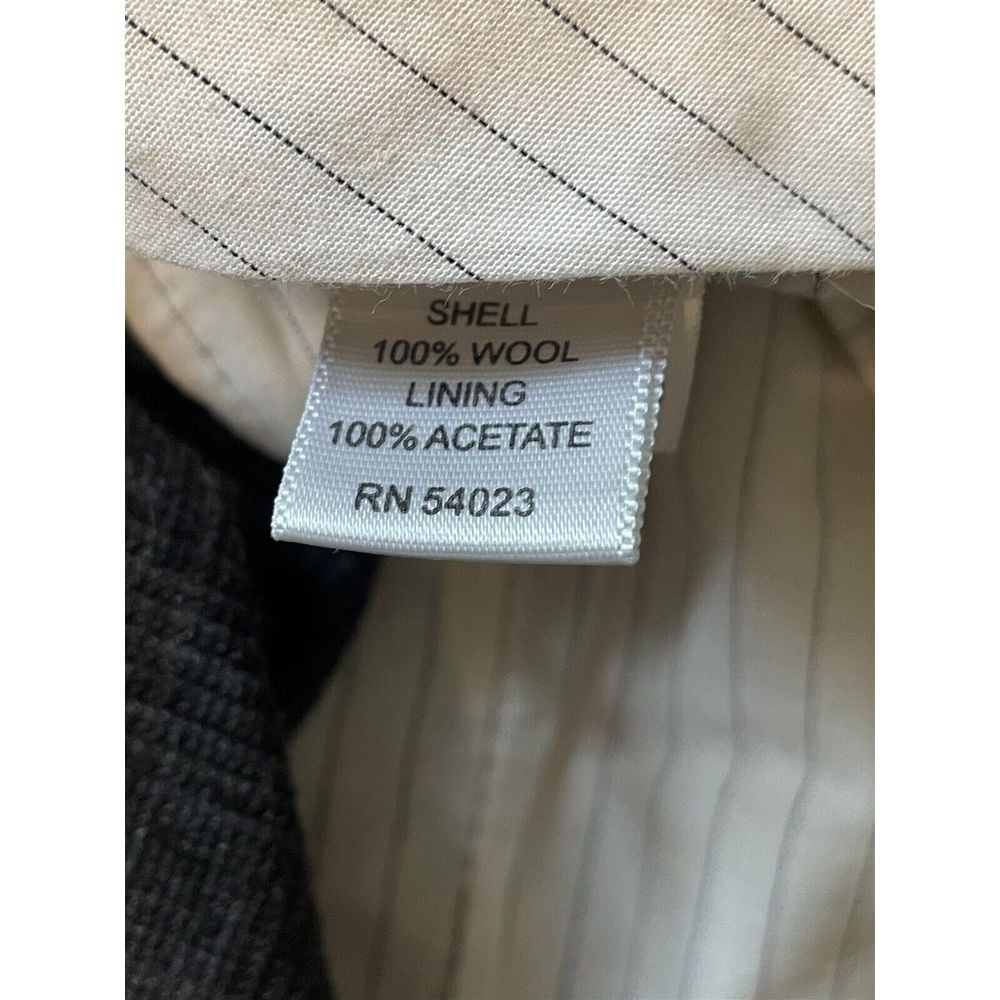 SHELL
100% WOOL
LINING
100% ACETATE
RN 54023